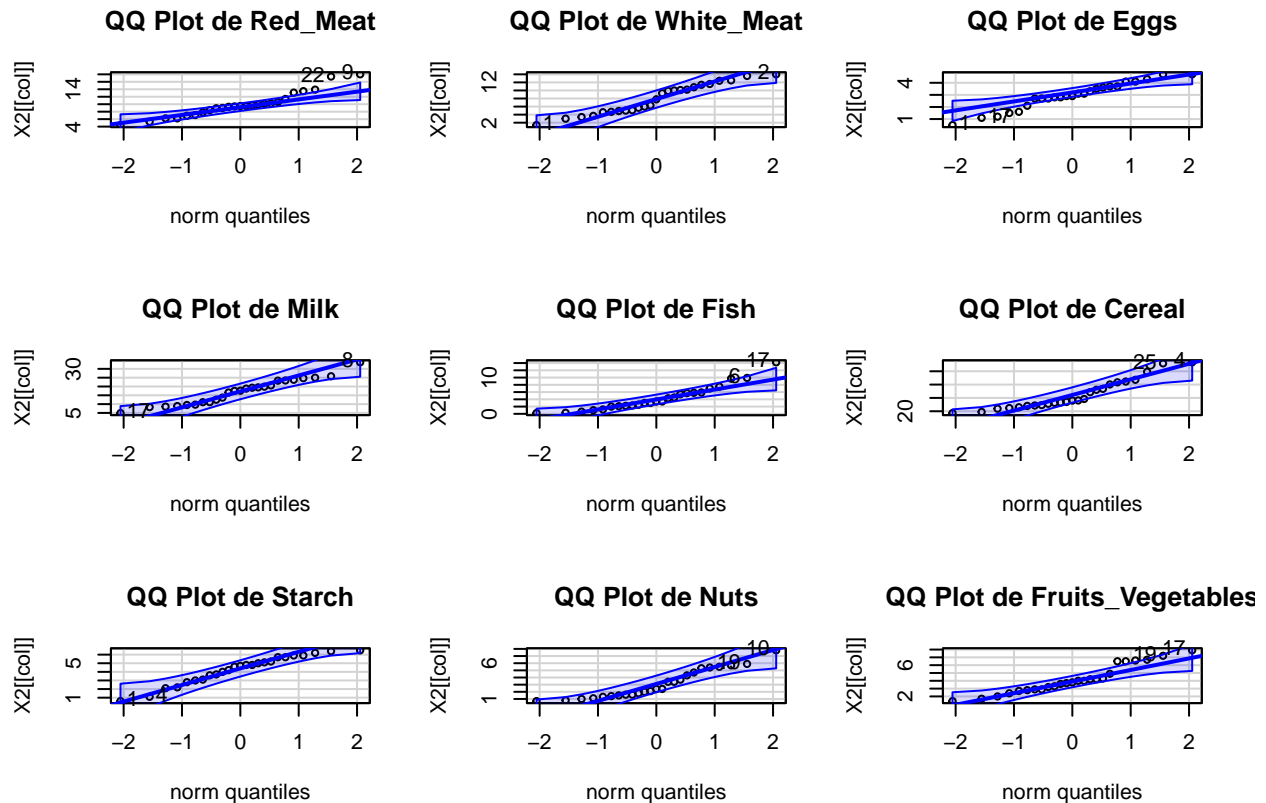 QQ Plot de Red_Meat
X2[[col]]
4 14
22 9
−2 −1 0 1 2
norm quantiles
QQ Plot de White_Meat
X2[[col]]
2 12
1 2
−2 −1 0 1 2
norm quantiles
QQ Plot de Eggs
X2[[col]]
1 4
1 17
−2 −1 0 1 2
norm quantiles
QQ Plot de Milk
X2[[col]]
5 30
17 8
−2 −1 0 1 2
norm quantiles
QQ Plot de Fish
X2[[col]]
0 10
6 17
−2 −1 0 1 2
norm quantiles
QQ Plot de Cereal
X2[[col]]
20
25 4
−2 −1 0 1 2
norm quantiles
QQ Plot de Starch
X2[[col]]
1 5
1 4
−2 −1 0 1 2
norm quantiles
QQ Plot de Nuts
X2[[col]]
1 6
19 10
−2 −1 0 1 2
norm quantiles
QQ Plot de Fruits_Vegetables
X2[[col]]
2 6
19 17
−2 −1 0 1 2
norm quantiles